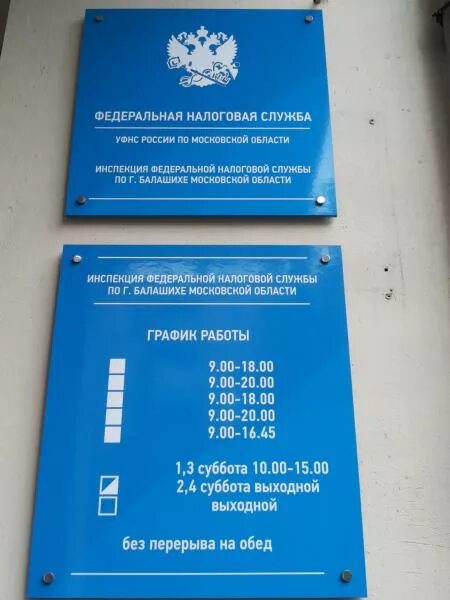 ФЕДЕРАЛЬНАЯ НАЛОГОВАЯ СЛУЖБА
УФНС РОССИИ ПО МОСКОВСКОЙ ОБЛАСТИ
ИНСПЕКЦИЯ ФЕДЕРАЛЬНОЙ НАЛОГОВОЙ СЛУЖБЫ
ПО Г. БАЛАШИХЕ МОСКОВСКОЙ ОБЛАСТИ
ИНСПЕКЦИЯ ФЕДЕРАЛЬНОЙ НАЛОГОВОЙ СЛУЖБЫ
ПО Г. БАЛАШИХЕ МОСКОВСКОЙ ОБЛАСТИ
ГРАФИК РАБОТЫ
9.00-18.00
9.00-20.00
9.00-18.00
9.00-20.00
9.00-16.45
1,3 суббота 10.00-15.00
2,4 суббота выходной
выходной
без перерыва на обед